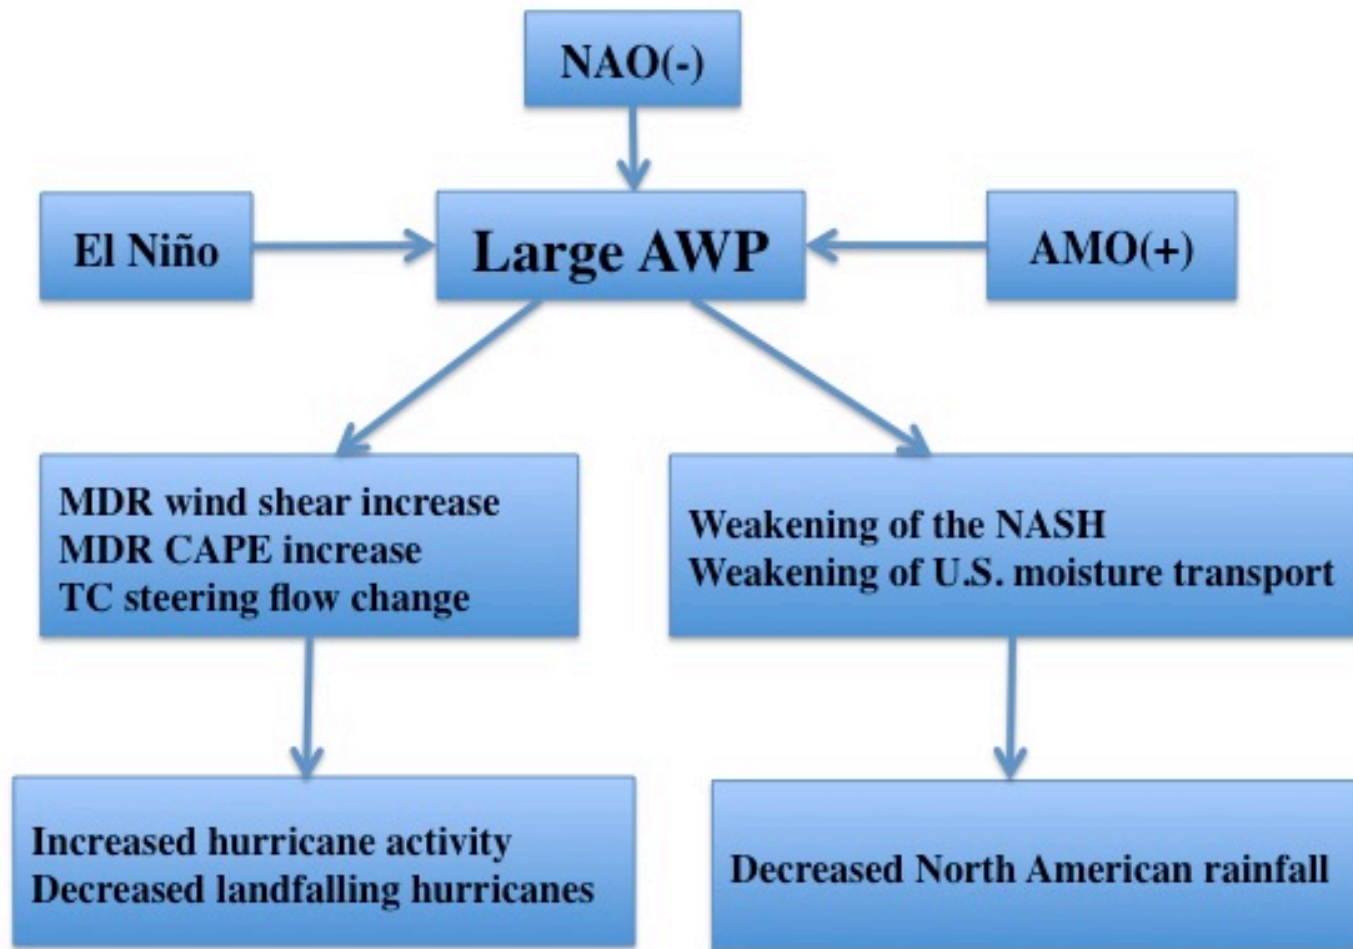 NAO(-)
El Niño
Large AWP
AMO(+)
MDR wind shear increase
MDR CAPE increase
TC steering flow change
Weakening of the NASH
Weakening of U.S. moisture transport
Increased hurricane activity
Decreased landfalling hurricanes
Decreased North American rainfall